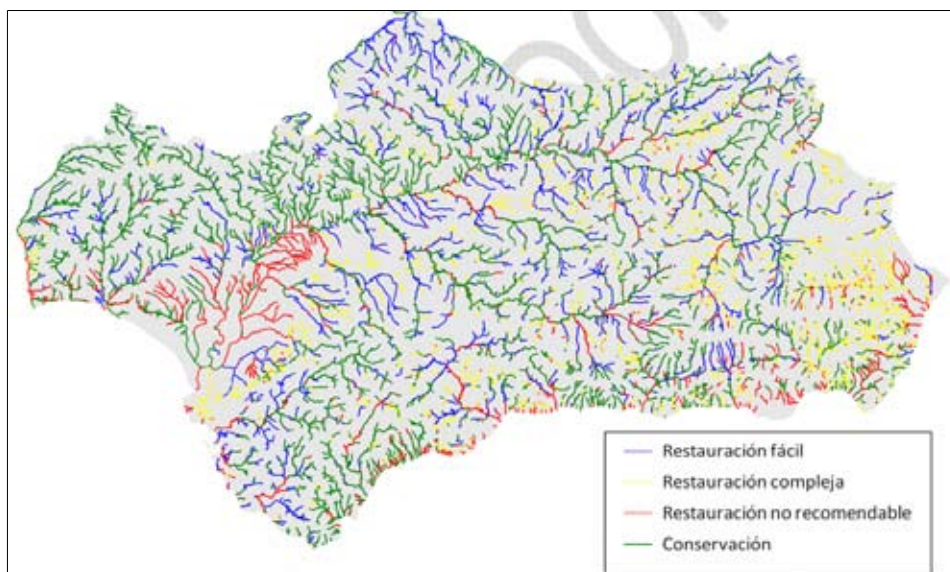 Restauración fácil
Restauración compleja
Restauración no recomendable
Conservación